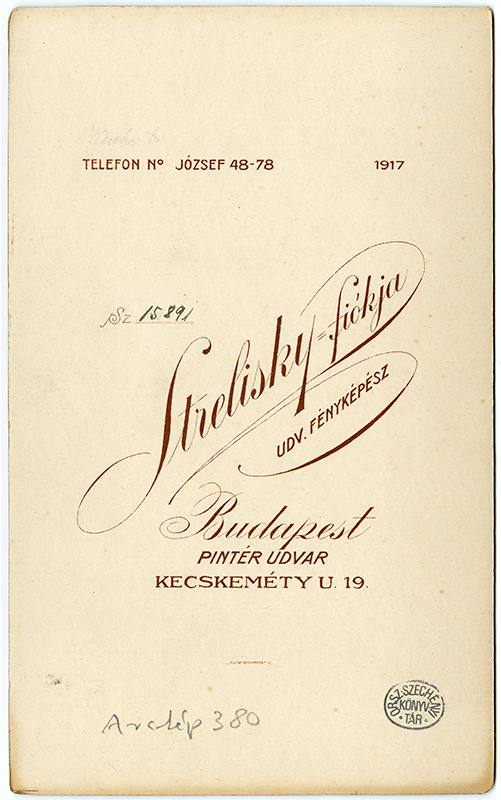 TELEFON Nº JÓZSEF 48-78 1917
Sz 15891
Strelisky=fiókja
UDV. FÉNYKÉPÉSZ
Budapest
PINTÉR UDVAR
KECSKEMÉTY U. 19.
Arckép 380
ORSZ. SZÉCHÉNYI
KÖNYV
TÁR